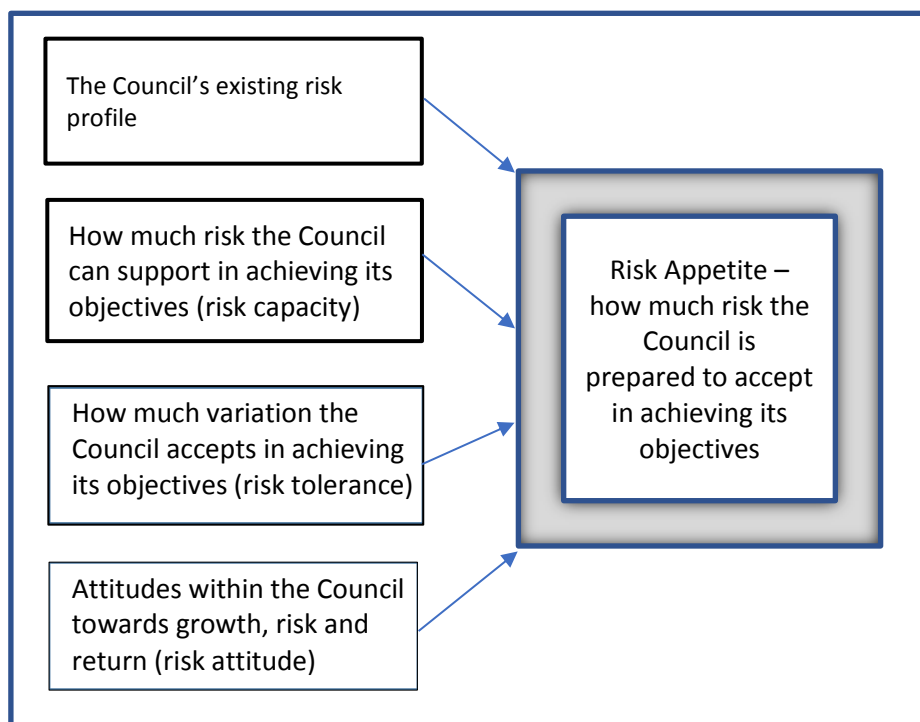 The Council’s existing risk
profile
How much risk the Council
can support in achieving its
objectives (risk capacity)
How much variation the
Council accepts in achieving
its objectives (risk tolerance)
Attitudes within the Council
towards growth, risk and
return (risk attitude)
Risk Appetite –
how much risk the
Council is
prepared to accept
in achieving its
objectives